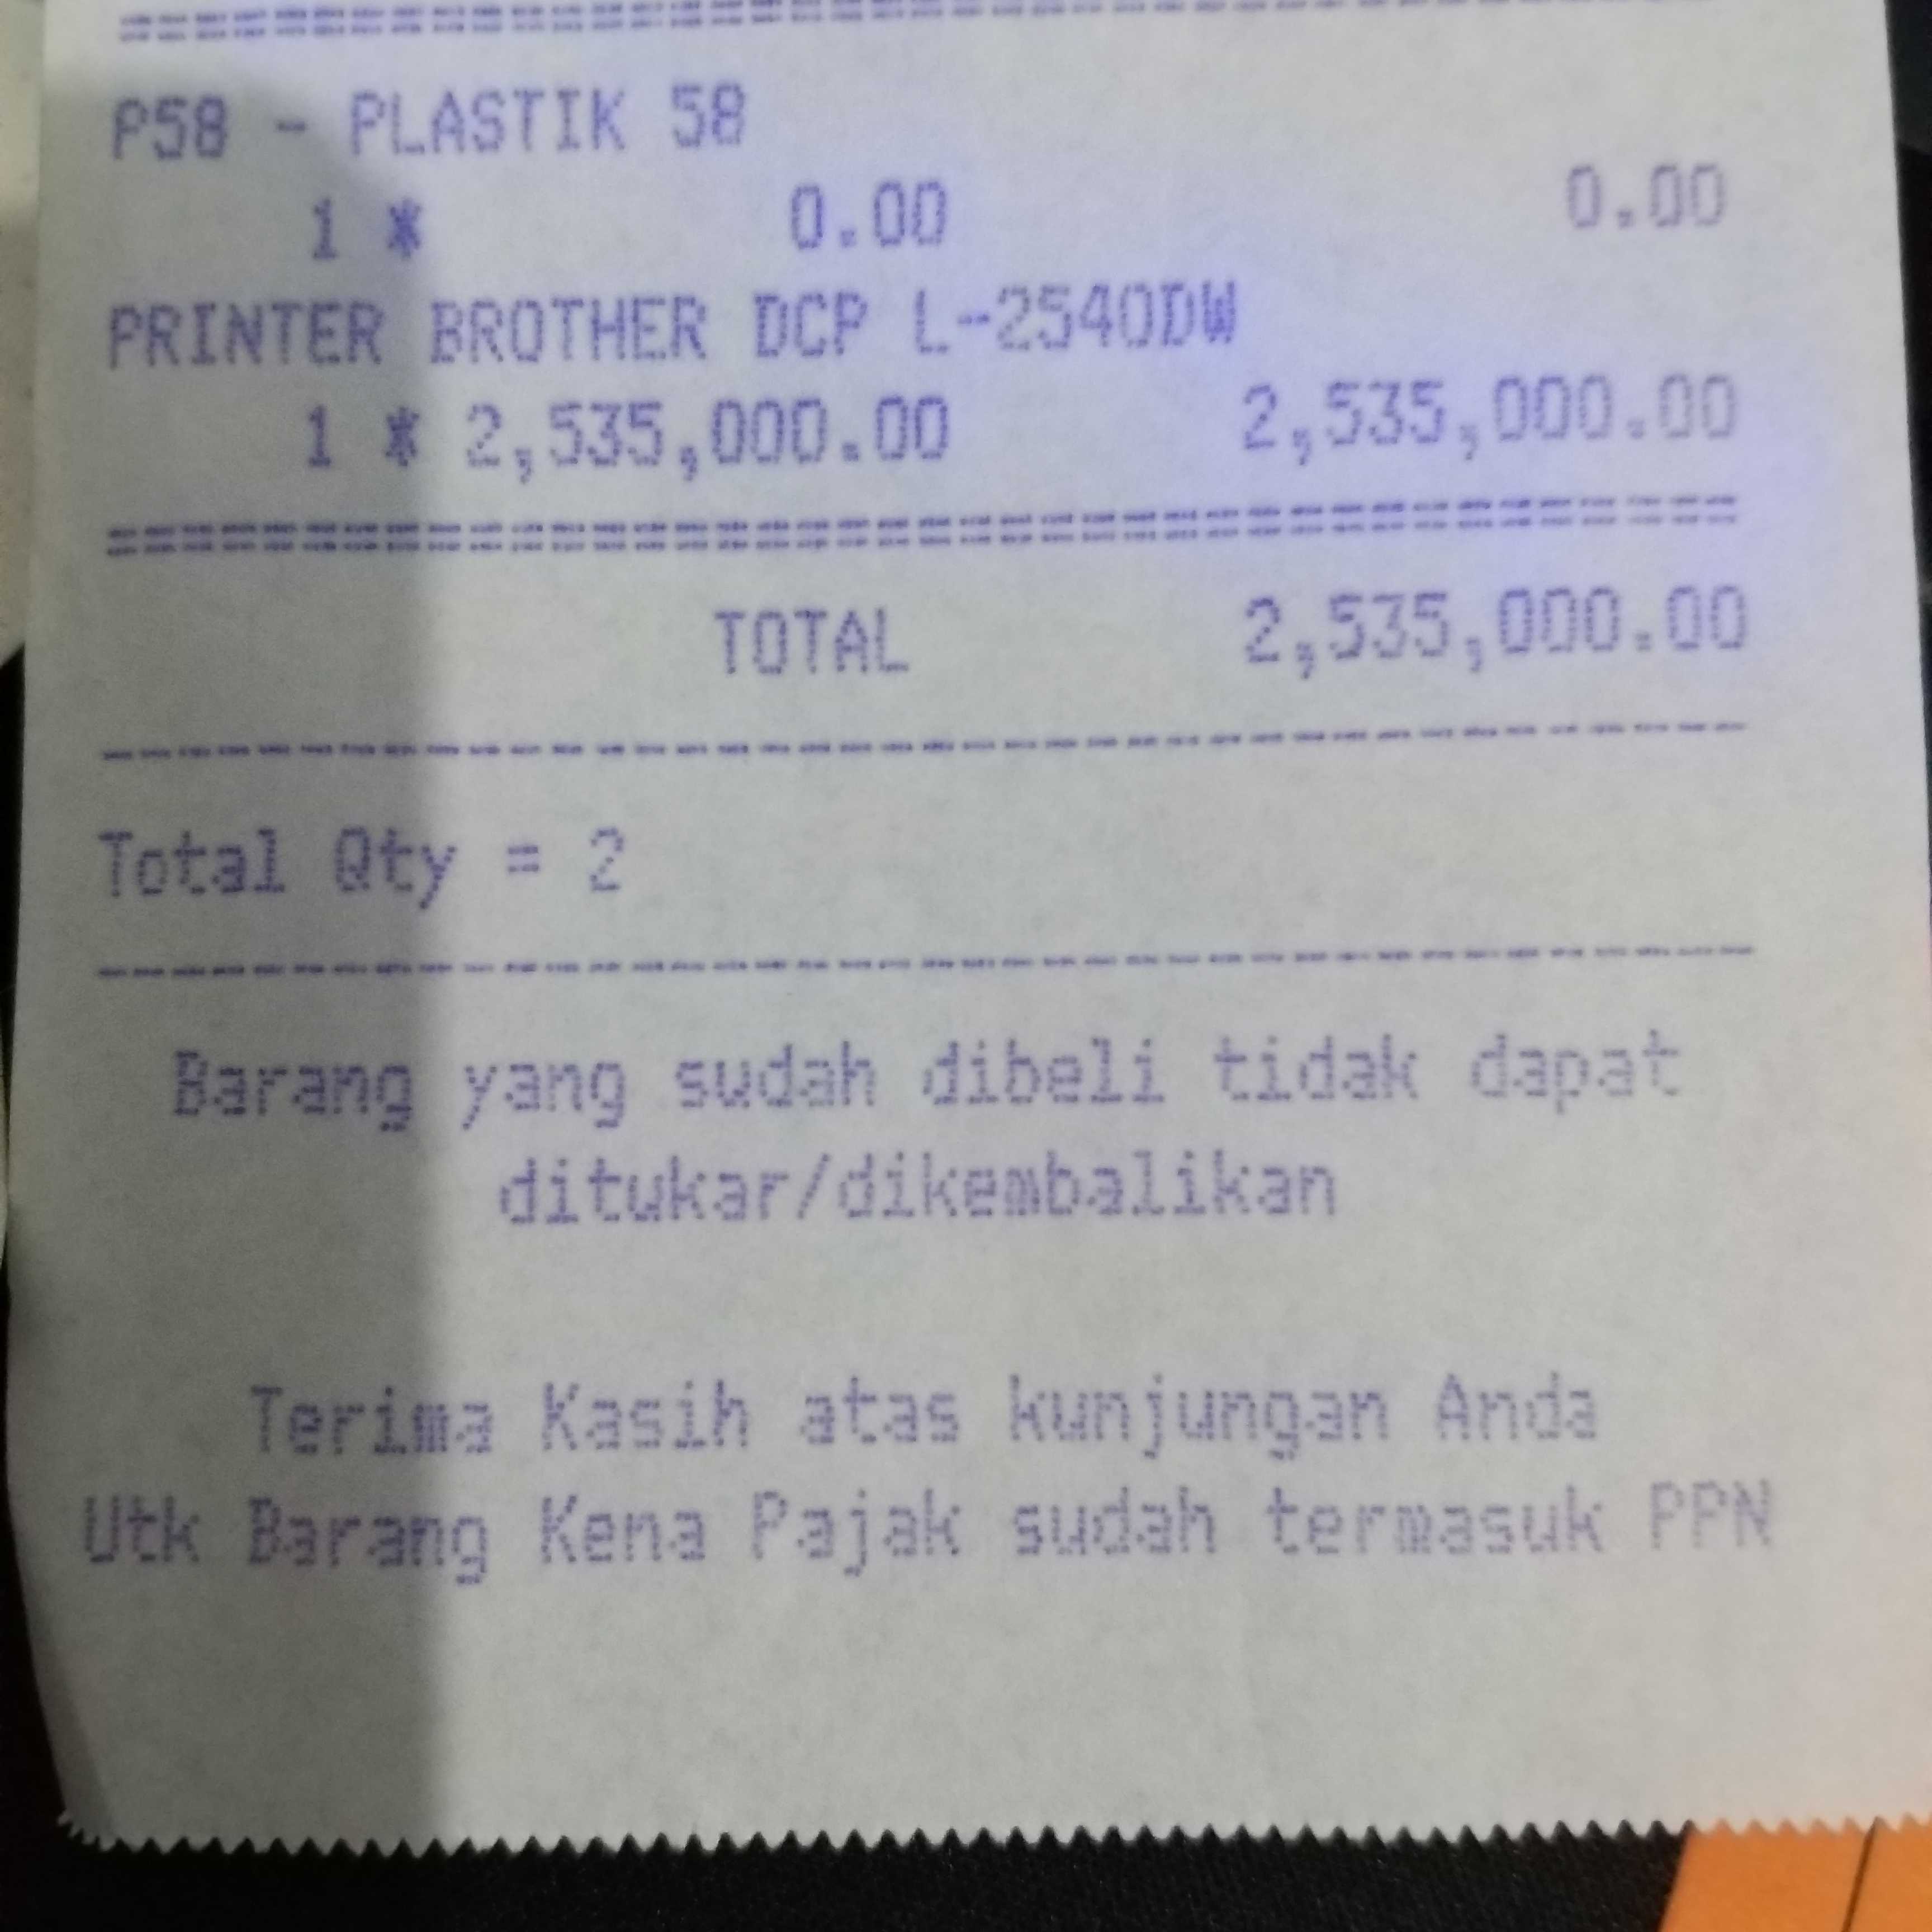 P58 - PLASTIK 58
1 * 0.00 0.00
PRINTER BROTHER DCP L-2540DW
1 * 2,535,000.00 2,535,000.00
TOTAL 2,535,000.00
Total Qty = 2
Barang yang sudah dibeli tidak dapat
ditukar/dikembalikan
Terima Kasih atas kunjungan Anda
Utk Barang Kena Pajak sudah termasuk PPN